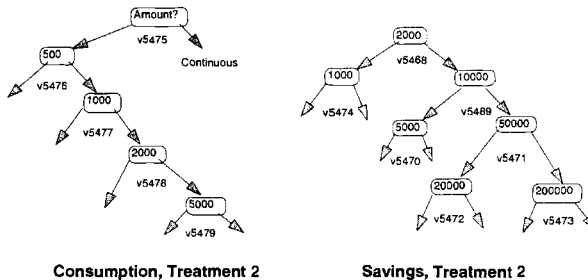 Amount?
v5475
500
Continuous
v5476
1000
v5477
2000
v5478
5000
v5479
Consumption, Treatment 2
2000
v5468
1000
10000
v5474
v5489
5000
50000
v5470
v5471
20000
200000
v5472
v5473
Savings, Treatment 2